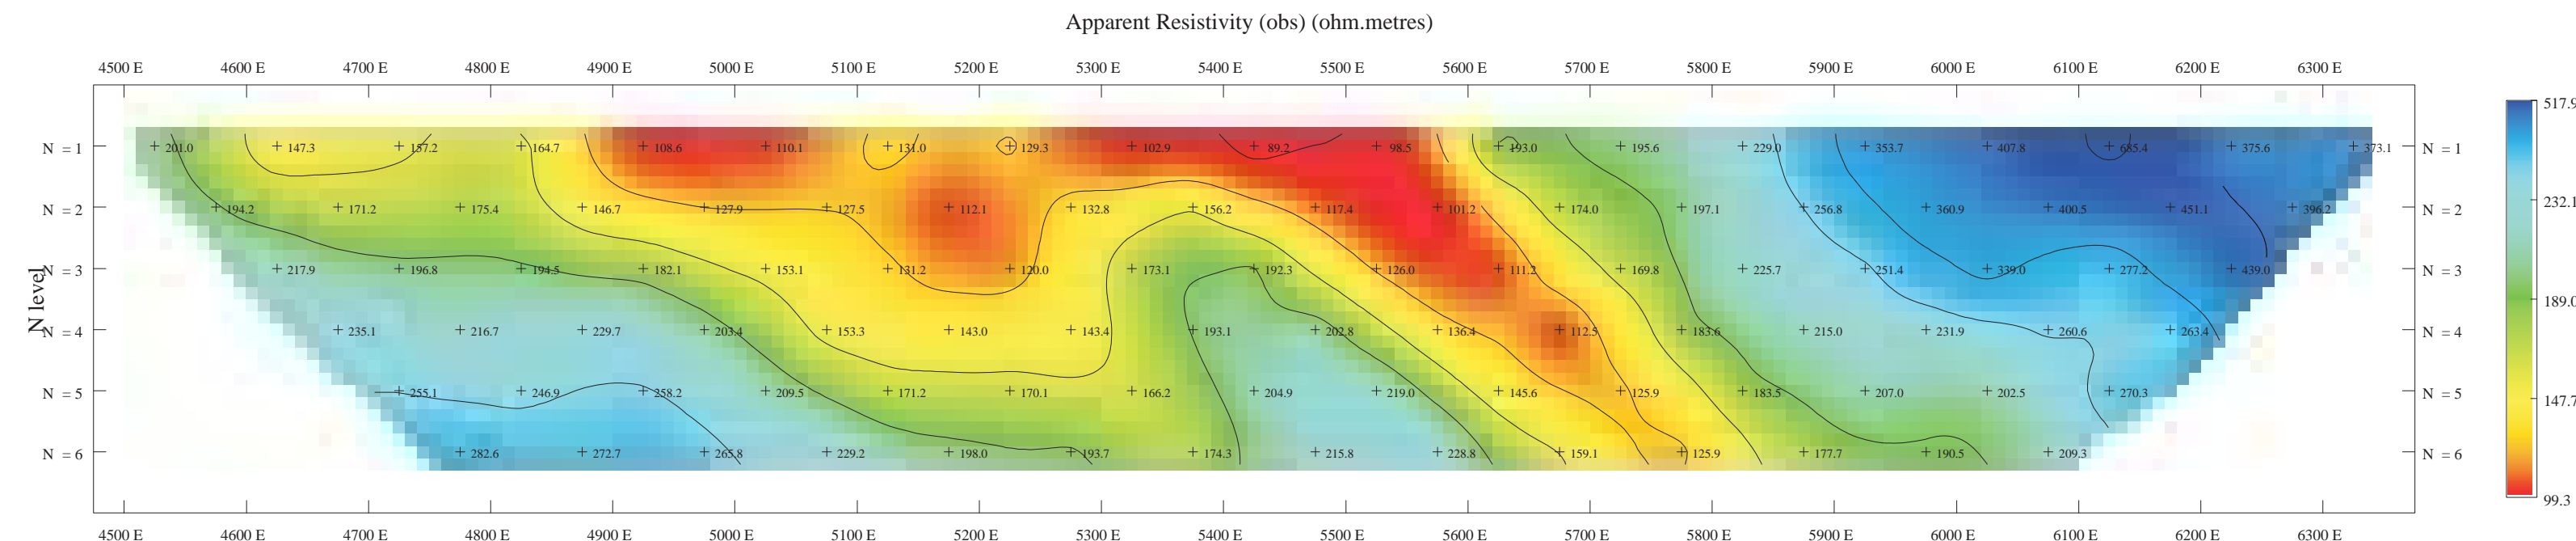 Apparent Resistivity (obs) (ohm.metres)
4500 E 4600 E 4700 E 4800 E 4900 E 5000 E 5100 E 5200 E 5300 E 5400 E 5500 E 5600 E 5700 E 5800 E 5900 E 6000 E 6100 E 6200 E 6300 E
517.9
N = 1 201.0 147.3 157.2 164.7 108.6 110.1 131.0 129.3 102.9 89.2 98.5 193.0 195.6 229.0 353.7 407.8 685.4 375.6 373.1 N = 1
232.1
N = 2 194.2 171.2 175.4 146.7 127.9 127.5 112.1 132.8 156.2 117.4 101.2 174.0 197.1 256.8 360.9 400.5 451.1 396.2 N = 2
N level
N = 3 217.9 196.8 194.5 182.1 153.1 131.2 120.0 173.1 192.3 126.0 111.2 169.8 225.7 251.4 339.0 277.2 439.0 N = 3
189.0
N = 4 235.1 216.7 229.7 203.4 153.3 143.0 143.4 193.1 202.8 136.4 112.5 183.6 215.0 231.9 260.6 263.4 N = 4
N = 5 255.1 246.9 258.2 209.5 171.2 170.1 166.2 204.9 219.0 145.6 125.9 183.5 207.0 202.5 270.3 N = 5
147.7
N = 6 282.6 272.7 265.8 229.2 198.0 193.7 174.3 215.8 228.8 159.1 125.9 177.7 190.5 209.3 N = 6
99.3
4500 E 4600 E 4700 E 4800 E 4900 E 5000 E 5100 E 5200 E 5300 E 5400 E 5500 E 5600 E 5700 E 5800 E 5900 E 6000 E 6100 E 6200 E 6300 E